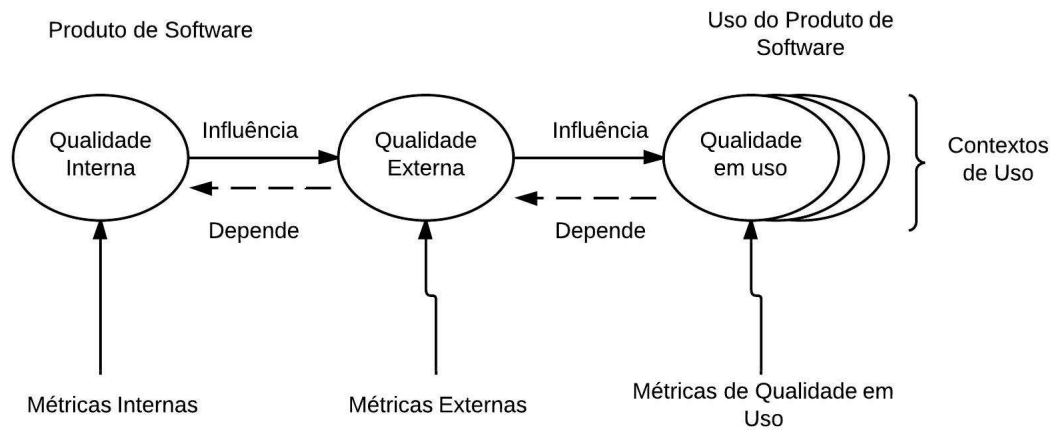 Produto de Software
Uso do Produto de
Software
Qualidade
Interna
Influência
Depende
Qualidade
Externa
Influência
Depende
Qualidade
em uso
Contextos
de Uso
Métricas Internas
Métricas Externas
Métricas de Qualidade em
Uso